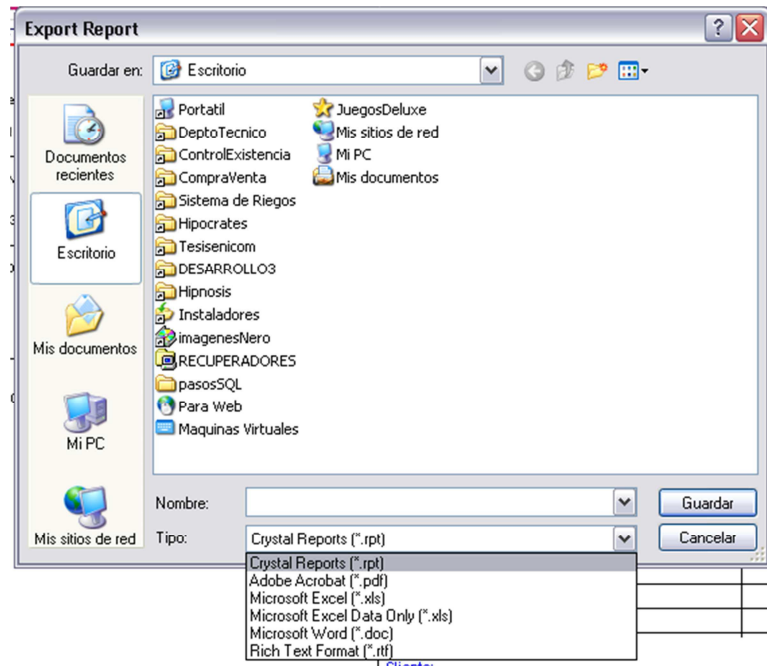 Export Report
Guardar en:
Escritorio
Documentos recientes
Escritorio
Mis documentos
Mi PC
Mis sitios de red
Portatil
DeptoTecnico
ControlExistencia
CompraVenta
Sistema de Riegos
Hipocrates
Tesisenicom
DESARROLLO3
Hipnosis
Instaladores
imagenesNero
RECUPERADORES
pasosSQL
Para Web
Maquinas Virtuales
JuegosDeluxe
Mis sitios de red
Mi PC
Mis documentos
Nombre:
Guardar
Tipo:
Crystal Reports (*.rpt)
Cancelar
Crystal Reports (*.rpt)
Adobe Acrobat (*.pdf)
Microsoft Excel (*.xls)
Microsoft Excel Data Only (*.xls)
Microsoft Word (*.doc)
Rich Text Format (*.rtf)